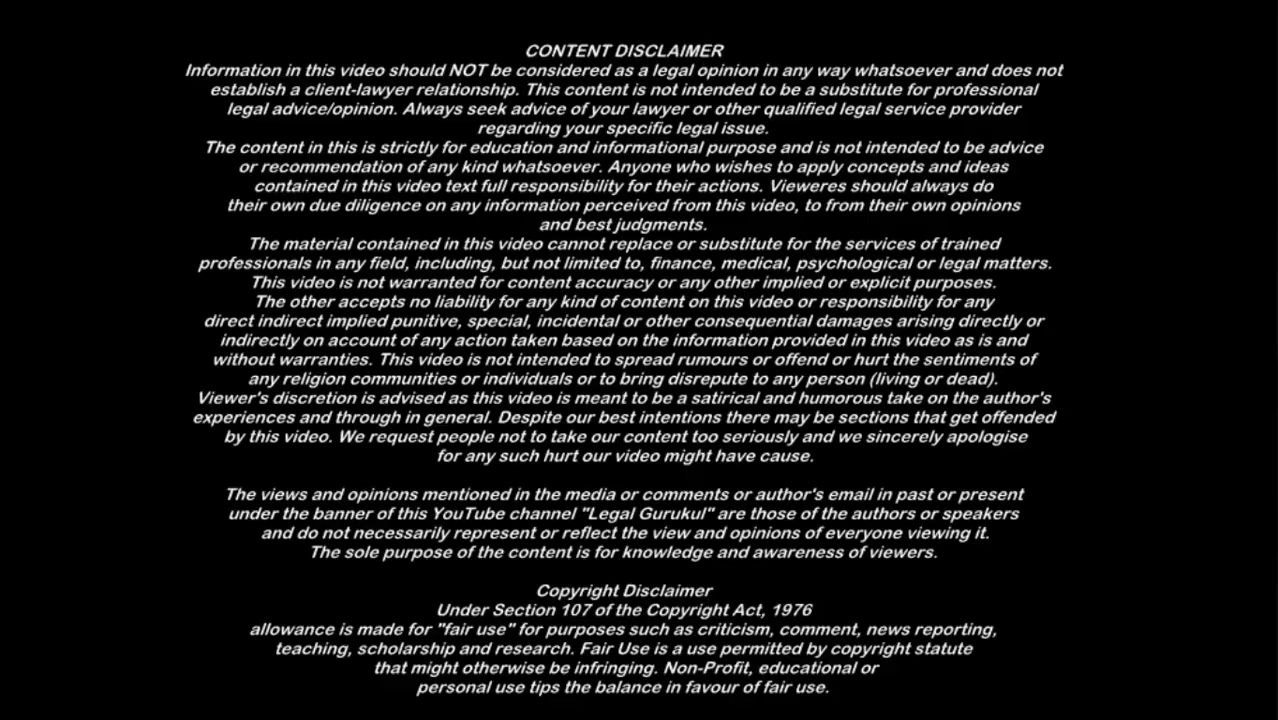 CONTENT DISCLAIMER
Information in this video should NOT be considered as a legal opinion in any way whatsoever and does not
establish a client-lawyer relationship. This content is not intended to be a substitute for professional
legal advice/opinion. Always seek advice of your lawyer or other qualified legal service provider
regarding your specific legal issue.
The content in this is strictly for education and informational purpose and is not intended to be advice
or recommendation of any kind whatsoever. Anyone who wishes to apply concepts and ideas
contained in this video text full responsibility for their actions. Vieweres should always do
their own due diligence on any information perceived from this video, to from their own opinions
and best judgments.
The material contained in this video cannot replace or substitute for the services of trained
professionals in any field, including, but not limited to, finance, medical, psychological or legal matters.
This video is not warranted for content accuracy or any other implied or explicit purposes.
The other accepts no liability for any kind of content on this video or responsibility for any
direct indirect implied punitive, special, incidental or other consequential damages arising directly or
indirectly on account of any action taken based on the information provided in this video as is and
without warranties. This video is not intended to spread rumours or offend or hurt the sentiments of
any religion communities or individuals or to bring disrepute to any person (living or dead).
Viewer's discretion is advised as this video is meant to be a satirical and humorous take on the author's
experiences and through in general. Despite our best intentions there may be sections that get offended
by this video. We request people not to take our content too seriously and we sincerely apologise
for any such hurt our video might have cause.
The views and opinions mentioned in the media or comments or author's email in past or present
under the banner of this YouTube channel "Legal Gurukul" are those of the authors or speakers
and do not necessarily represent or reflect the view and opinions of everyone viewing it.
The sole purpose of the content is for knowledge and awareness of viewers.
Copyright Disclaimer
Under Section 107 of the Copyright Act, 1976
allowance is made for "fair use" for purposes such as criticism, comment, news reporting,
teaching, scholarship and research. Fair Use is a use permitted by copyright statute
that might otherwise be infringing. Non-Profit, educational or
personal use tips the balance in favour of fair use.